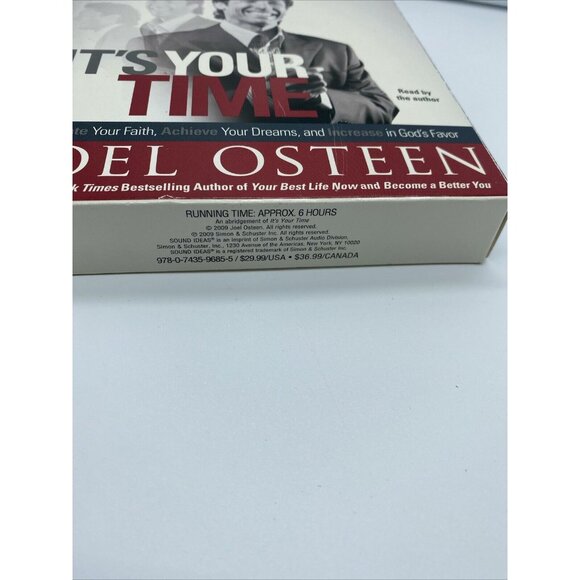 IT'S YOUR
TIME
Read by
the author
Your Faith, Achieve Your Dreams, and Increase in God's Favor
OEL OSTEEN
k Times Bestselling Author of Your Best Life Now and Become a Better You
RUNNING TIME: APPROX. 6 HOURS
An abridgement of It's Your Time
℗ 2009 Joel Osteen. All rights reserved.
© 2009 Simon & Schuster Inc. All rights reserved.
SOUND IDEAS® is an imprint of Simon & Schuster Audio Division,
Simon & Schuster, Inc., 1230 Avenue of the Americas, New York, NY 10020
SOUND IDEAS® is a registered trademark of Simon & Schuster Inc.
978-0-7435-9685-5 / $29.99/USA • $36.99/CANADA